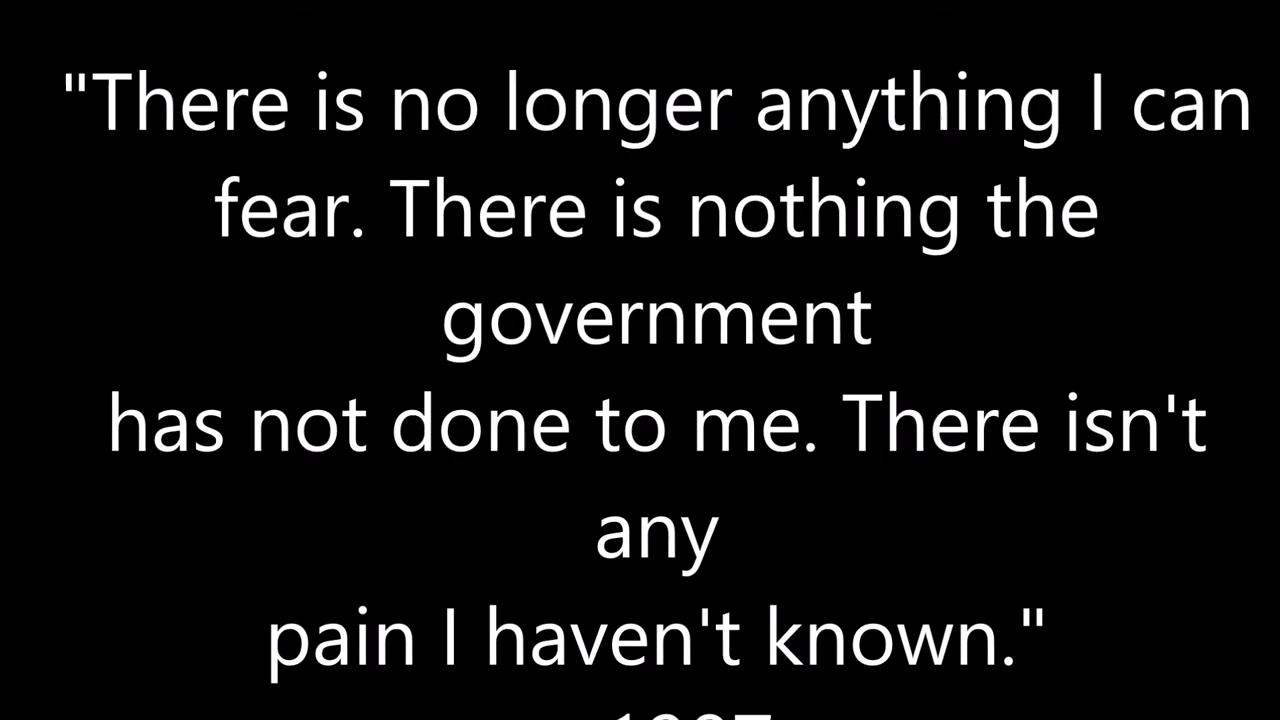 "There is no longer anything I can
fear. There is nothing the
government
has not done to me. There isn't
any
pain I haven't known."